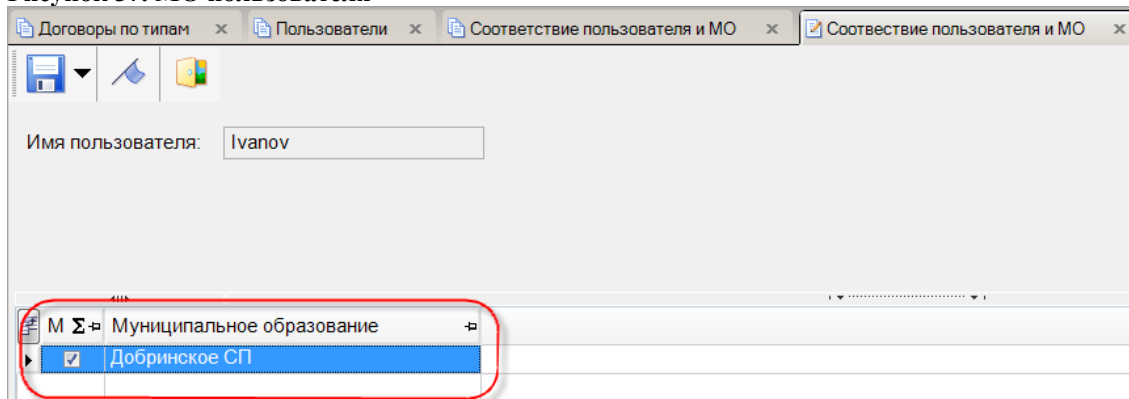 Договоры по типам
Пользователи
Соответствие пользователя и МО
Соотвествие пользователя и МО
Имя пользователя: Ivanov
М Σ Муниципальное образование
Добринское СП